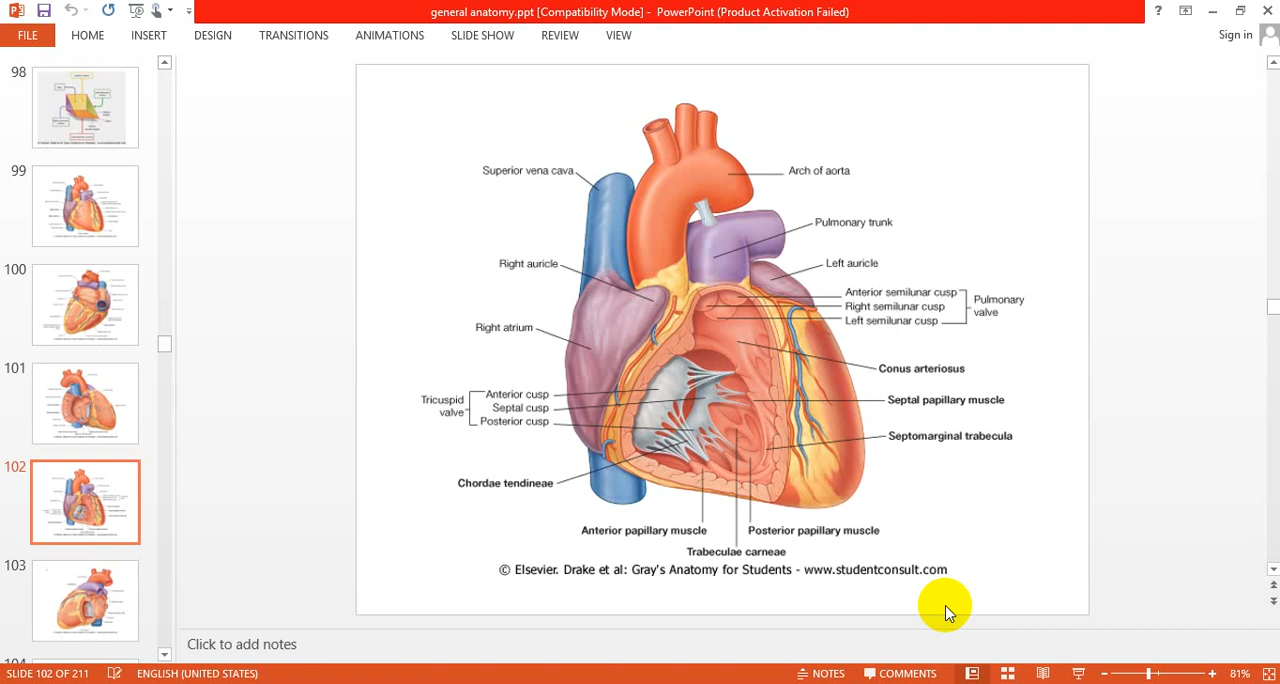 general anatomy.ppt [Compatibility Mode] - PowerPoint (Product Activation Failed)
?
FILE
HOME
INSERT
DESIGN
TRANSITIONS
ANIMATIONS
SLIDE SHOW
REVIEW
VIEW
Sign in
98
99
100
101
102
103
Superior vena cava
Arch of aorta
Pulmonary trunk
Right auricle
Left auricle
Anterior semilunar cusp
Right semilunar cusp
Left semilunar cusp
Pulmonary
valve
Right atrium
Conus arteriosus
Tricuspid
valve
Anterior cusp
Septal cusp
Posterior cusp
Septal papillary muscle
Septomarginal trabecula
Chordae tendineae
Anterior papillary muscle
Posterior papillary muscle
Trabeculae carneae
© Elsevier. Drake et al: Gray's Anatomy for Students - www.studentconsult.com
Click to add notes
SLIDE 102 OF 211
ENGLISH (UNITED STATES)
NOTES
COMMENTS
81%